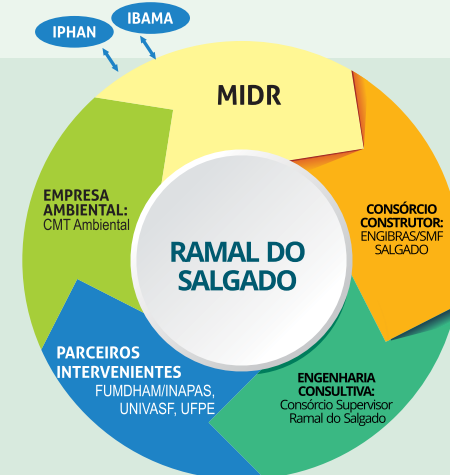 IPHAN
IBAMA
MIDR
EMPRESA
AMBIENTAL:
CMT Ambiental
CONSÓRCIO
CONSTRUTOR:
ENGIBRAS/SMF
SALGADO
RAMAL DO
SALGADO
PARCEIROS
INTERVENIENTES
FUMDHAM/INAPAS,
UNIVASF, UFPE
ENGENHARIA
CONSULTIVA:
Consórcio Supervisor
Ramal do Salgado